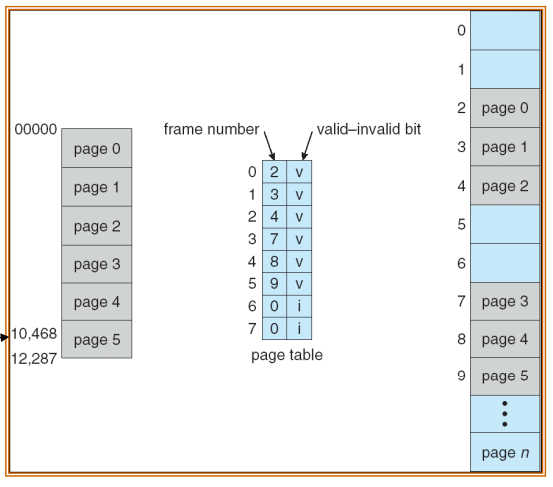 00000
page 0
page 1
page 2
page 3
page 4
10,468
page 5
12,287
frame number
valid–invalid bit
0 2 v
1 3 v
2 4 v
3 7 v
4 8 v
5 9 v
6 0 i
7 0 i
page table
0
1
2 page 0
3 page 1
4 page 2
5
6
7 page 3
8 page 4
9 page 5
page n